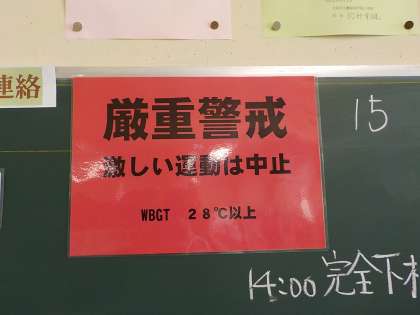 連絡
厳重警戒
激しい運動は中止
WBGT 28℃以上
15
14:00 完全下校